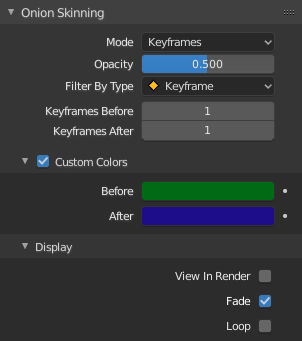 Onion Skinning
Mode Keyframes
Opacity 0.500
Filter By Type Keyframe
Keyframes Before 1
Keyframes After 1
Custom Colors
Before
After
Display
View In Render
Fade
Loop